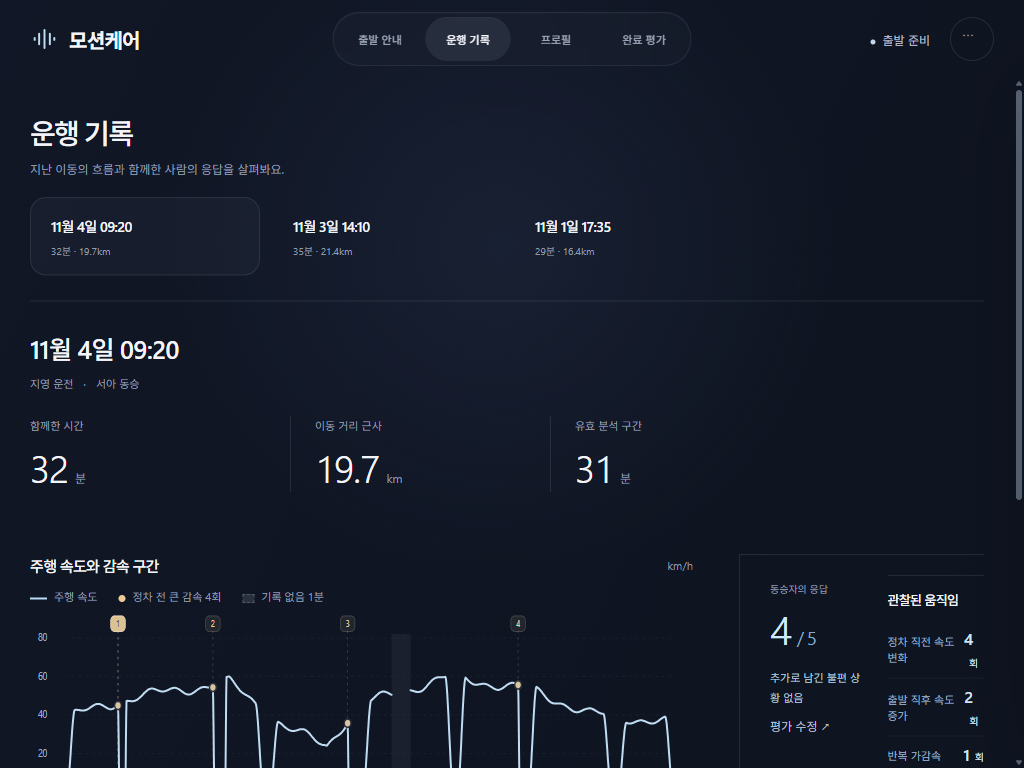 모션케어
출발 안내
운행 기록
프로필
완료 평가
출발 준비
...
운행 기록
지난 이동의 흐름과 함께한 사람의 응답을 살펴봐요.
11월 4일 09:20
32분 · 19.7km
11월 3일 14:10
35분 · 21.4km
11월 1일 17:35
29분 · 16.4km
11월 4일 09:20
지영 운전 · 서아 동승
함께한 시간
32 분
이동 거리 근사
19.7 km
유효 분석 구간
31 분
주행 속도와 감속 구간
km/h
주행 속도
정차 전 큰 감속 4회
기록 없음 1분
1
2
3
4
80
60
40
20
동승자의 응답
4 / 5
추가로 남긴 불편 상
황 없음
평가 수정 ↗
관찰된 움직임
정차 직전 속도
변화
4
회
출발 직후 속도
증가
2
회
반복 가감속
1 회